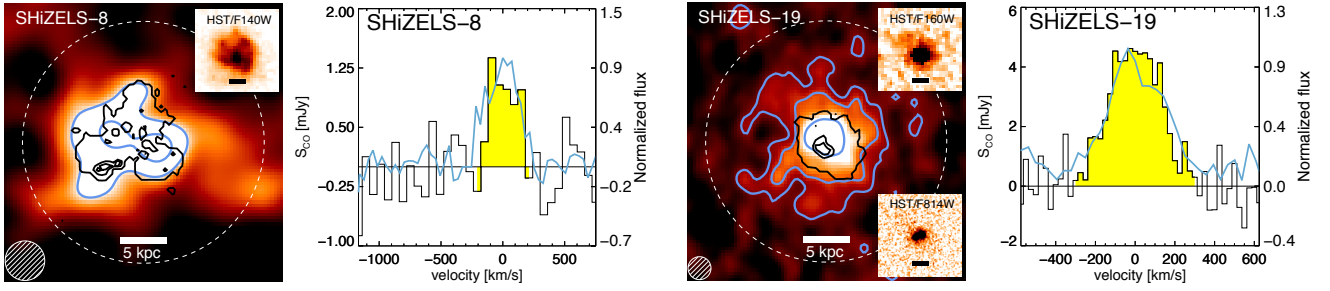 SHiZELS−8
HST/F140W
5 kpc
SHiZELS−8
2.00
1.25
0.50
−0.25
−1.00
S_CO [mJy]
1.5
0.9
0.4
−0.2
−0.7
Normalized flux
−1000 −500 0 500
velocity [km/s]
SHiZELS−19
HST/F160W
HST/F814W
5 kpc
SHiZELS−19
6
4
2
0
−2
S_CO [mJy]
1.3
0.9
0.4
0.0
−0.4
Normalized flux
−400 −200 0 200 400 600
velocity [km/s]